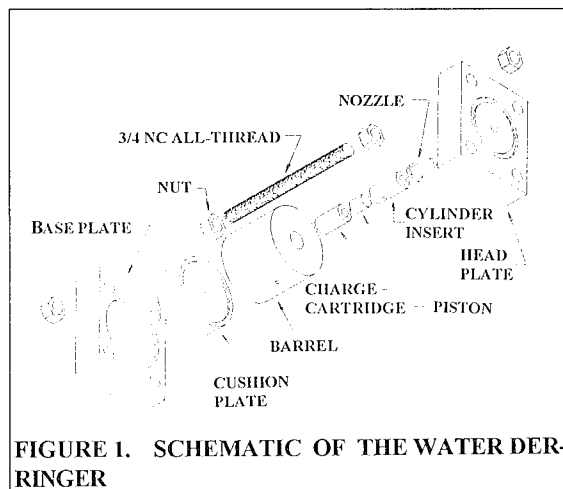 NOZZLE
3/4 NC ALL-THREAD
NUT
BASE PLATE
CYLINDER
INSERT
HEAD
PLATE
CHARGE
CARTRIDGE
PISTON
BARREL
CUSHION
PLATE
FIGURE 1. SCHEMATIC OF THE WATER DER-
RINGER